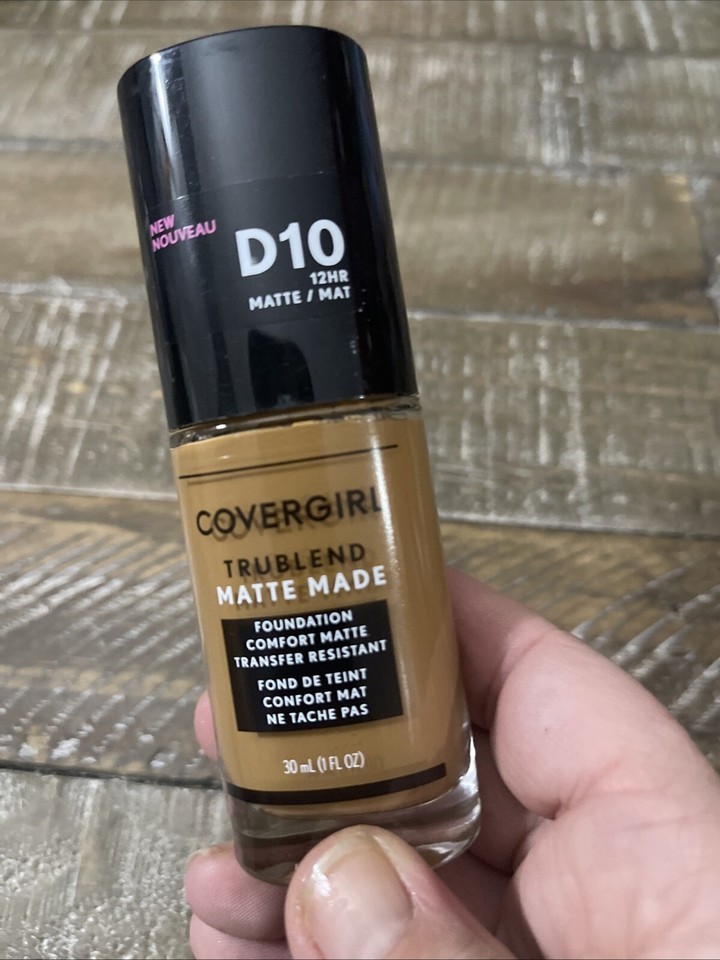 NEW
NOUVEAU
D10
12HR
MATTE / MAT
COVERGIRL
TRUBLEND
MATTE MADE
FOUNDATION
COMFORT MATTE
TRANSFER RESISTANT
FOND DE TEINT
CONFORT MAT
NE TACHE PAS
30 mL (1 FL OZ)